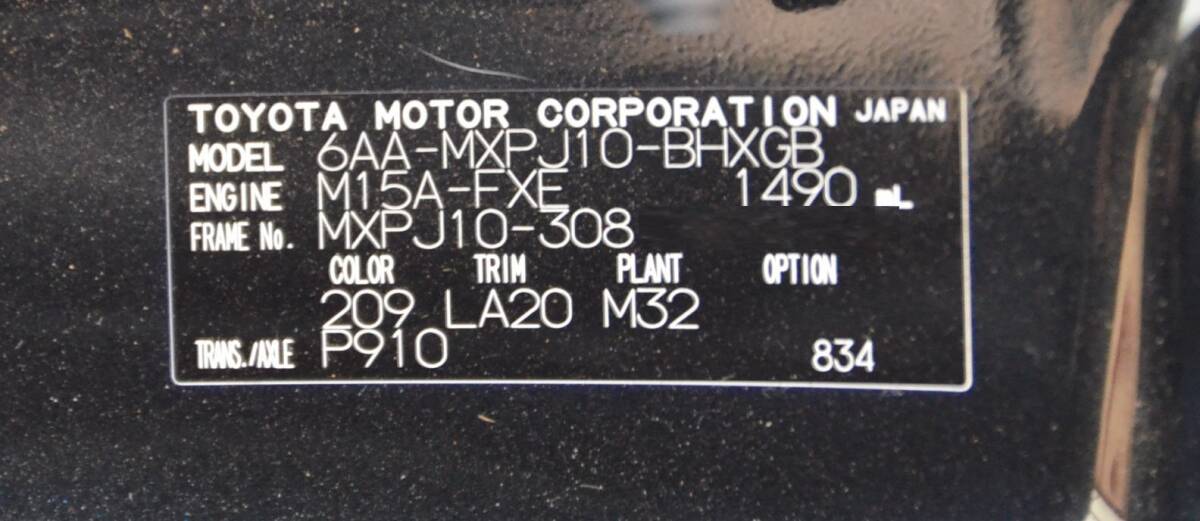 TOYOTA MOTOR CORPORATION JAPAN
MODEL 6AA-MXPJ10-BHXGB
ENGINE M15A-FXE 1490 mL
FRAME No. MXPJ10-308
COLOR TRIM PLANT OPTION
209 LA20 M32
TRANS./AXLE P910 834